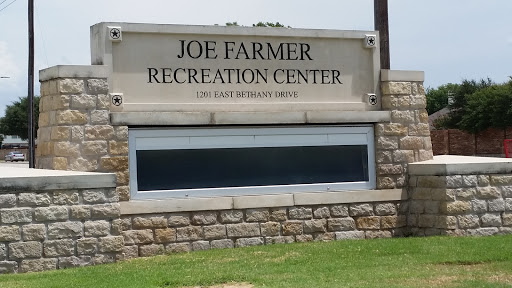 JOE FARMER
RECREATION CENTER
1201 EAST BETHANY DRIVE